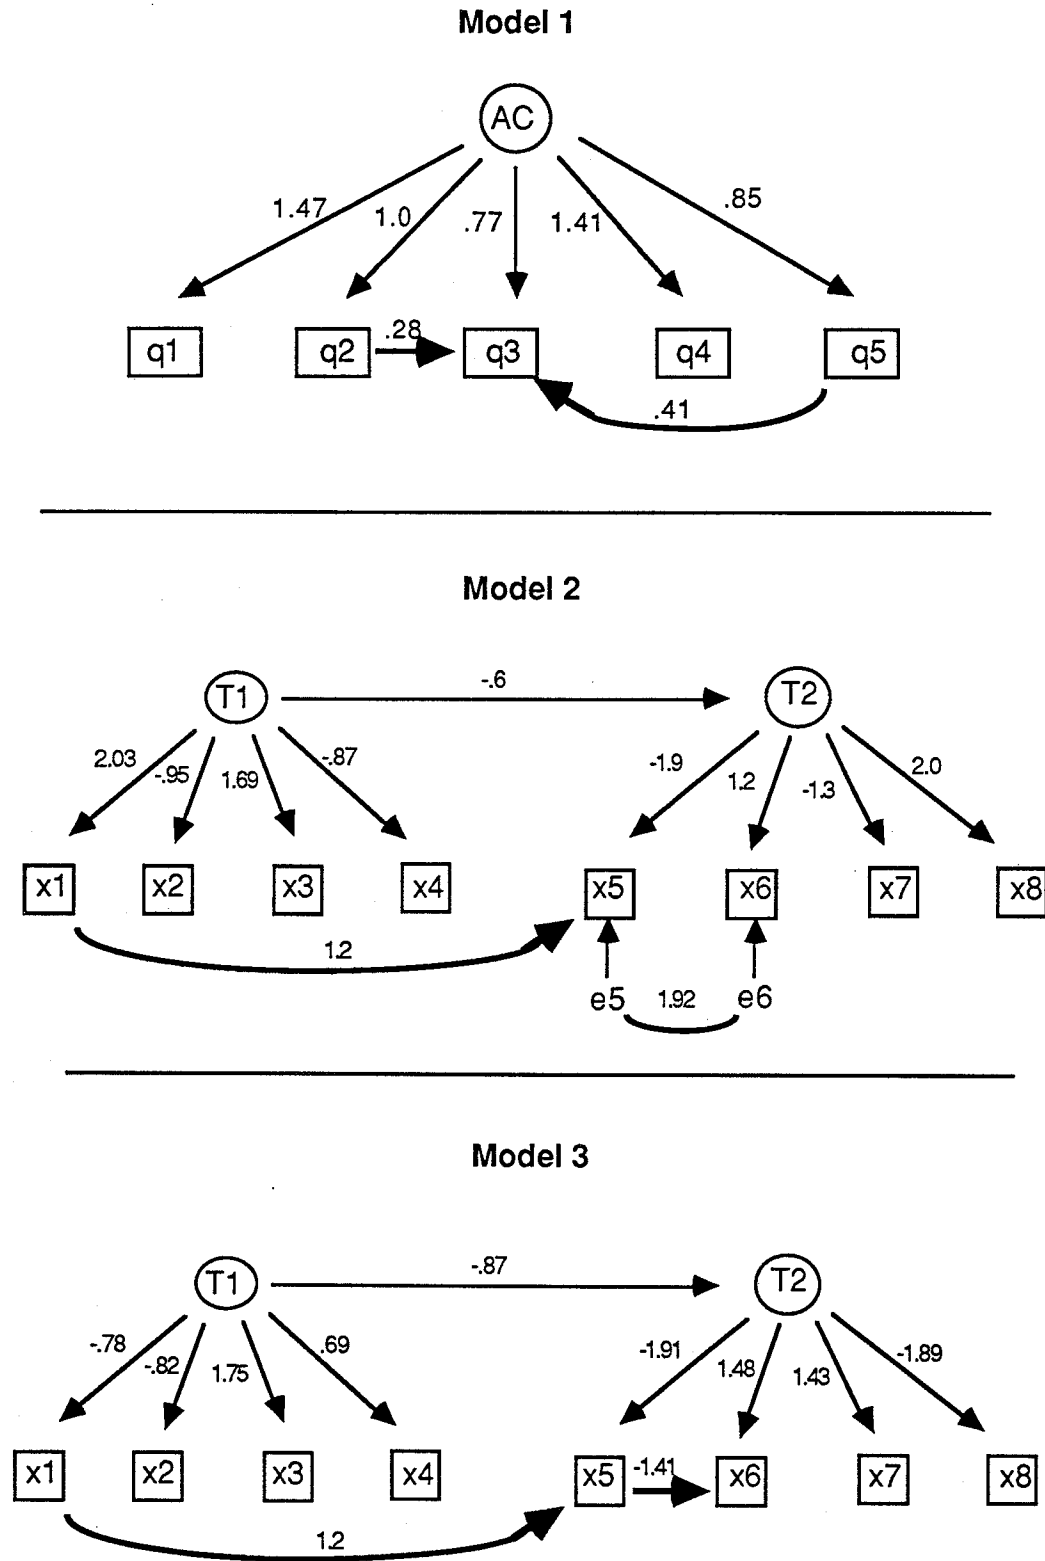 Model 1
AC
1.47 1.0 .77 1.41 .85
q1 q2 .28 q3 q4 q5
.41
Model 2
T1 -.6 T2
2.03 -.95 1.69 -.87 -1.9 1.2 -1.3 2.0
x1 x2 x3 x4 x5 x6 x7 x8
1.2
e5 1.92 e6
Model 3
T1 -.87 T2
-.78 -.82 1.75 .69 -1.91 1.48 1.43 -1.89
x1 x2 x3 x4 x5 -1.41 x6 x7 x8
1.2